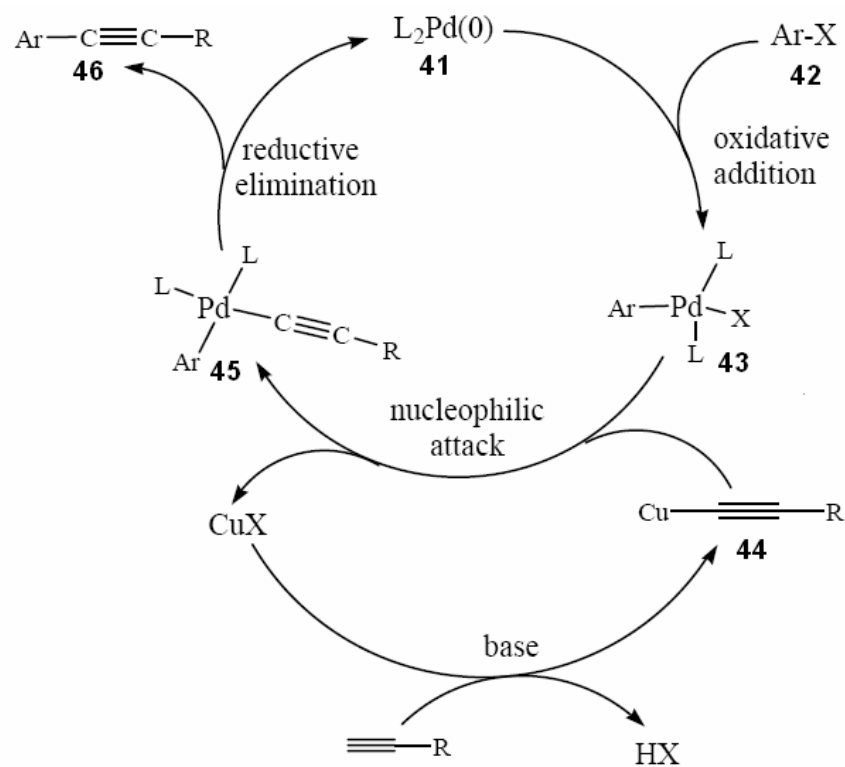 Ar—C≡C—R
46
L₂Pd(0)
41
Ar-X
42
reductive
elimination
oxidative
addition
L
L
Pd
C≡C
R
Ar
45
L
Ar
Pd
X
L
43
nucleophilic
attack
CuX
Cu
R
44
base
R
HX